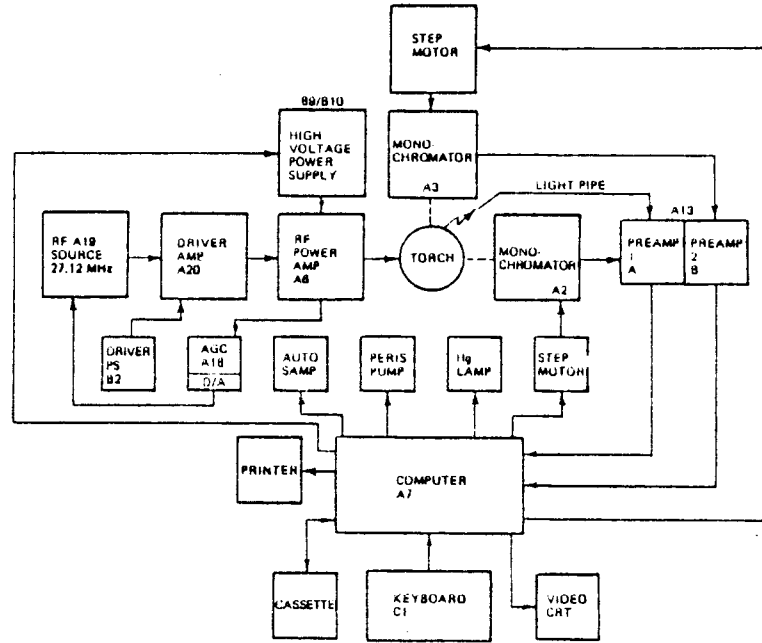 STEP
MOTOR
B9/B10
HIGH
VOLTAGE
POWER
SUPPLY
MONO-
CHROMATOR
A3
LIGHT PIPE
A13
RF A19
SOURCE
27.12 MHz
DRIVER
AMP
A20
RF
POWER
AMP
A6
TORCH
MONO-
CHROMATOR
A2
PREAMP
1
A
PREAMP
2
B
DRIVER
PS
B2
AGC
A18
D/A
AUTO
SAMP
PERIS
PUMP
Hg
LAMP
STEP
MOTOR
PRINTER
COMPUTER
A7
CASSETTE
KEYBOARD
C1
VIDEO
CRT